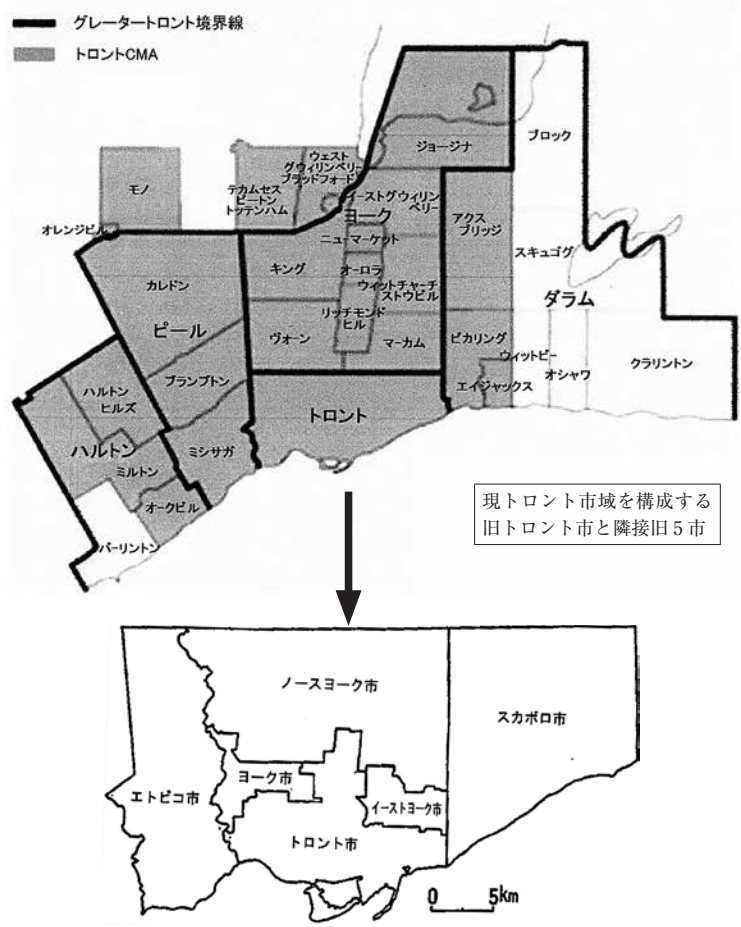 グレータートロント境界線
トロントCMA
ブロック
ジョージナ
モノ
テカムセス
ビートン
トッテンハム
ウェスト
グウィリンベリー
ブラッドフォード
イーストグウィリン
ベリー
ヨーク
アクス
ブリッジ
オレンジビル
ニューマーケット
スキュゴグ
カレドン
キング
オーロラ
ウィットチャーチ
ストウビル
ダラム
ピール
リッチモンド
ヒル
ヴォーン
マーカム
ピカリング
ウィットビー
クラリントン
ブランプトン
エイジャックス
オシャワ
ハルトン
ヒルズ
トロント
ハルトン
ミシサガ
ミルトン
オークビル
バーリントン
現トロント市域を構成する
旧トロント市と隣接旧5市
ノースヨーク市
スカボロ市
ヨーク市
エトビコ市
イーストヨーク市
トロント市
0 5km